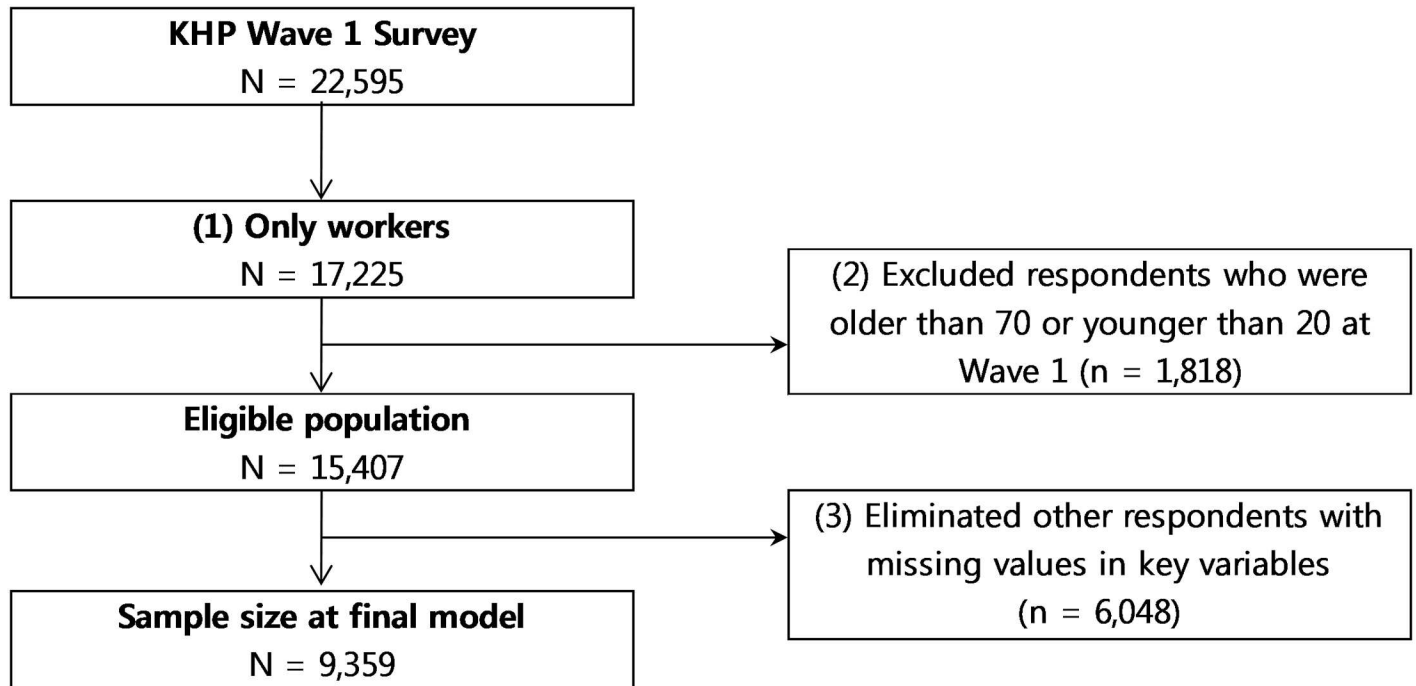 KHP Wave 1 Survey
N = 22,595
(1) Only workers
N = 17,225
(2) Excluded respondents who were
older than 70 or younger than 20 at
Wave 1 (n = 1,818)
Eligible population
N = 15,407
(3) Eliminated other respondents with
missing values in key variables
(n = 6,048)
Sample size at final model
N = 9,359